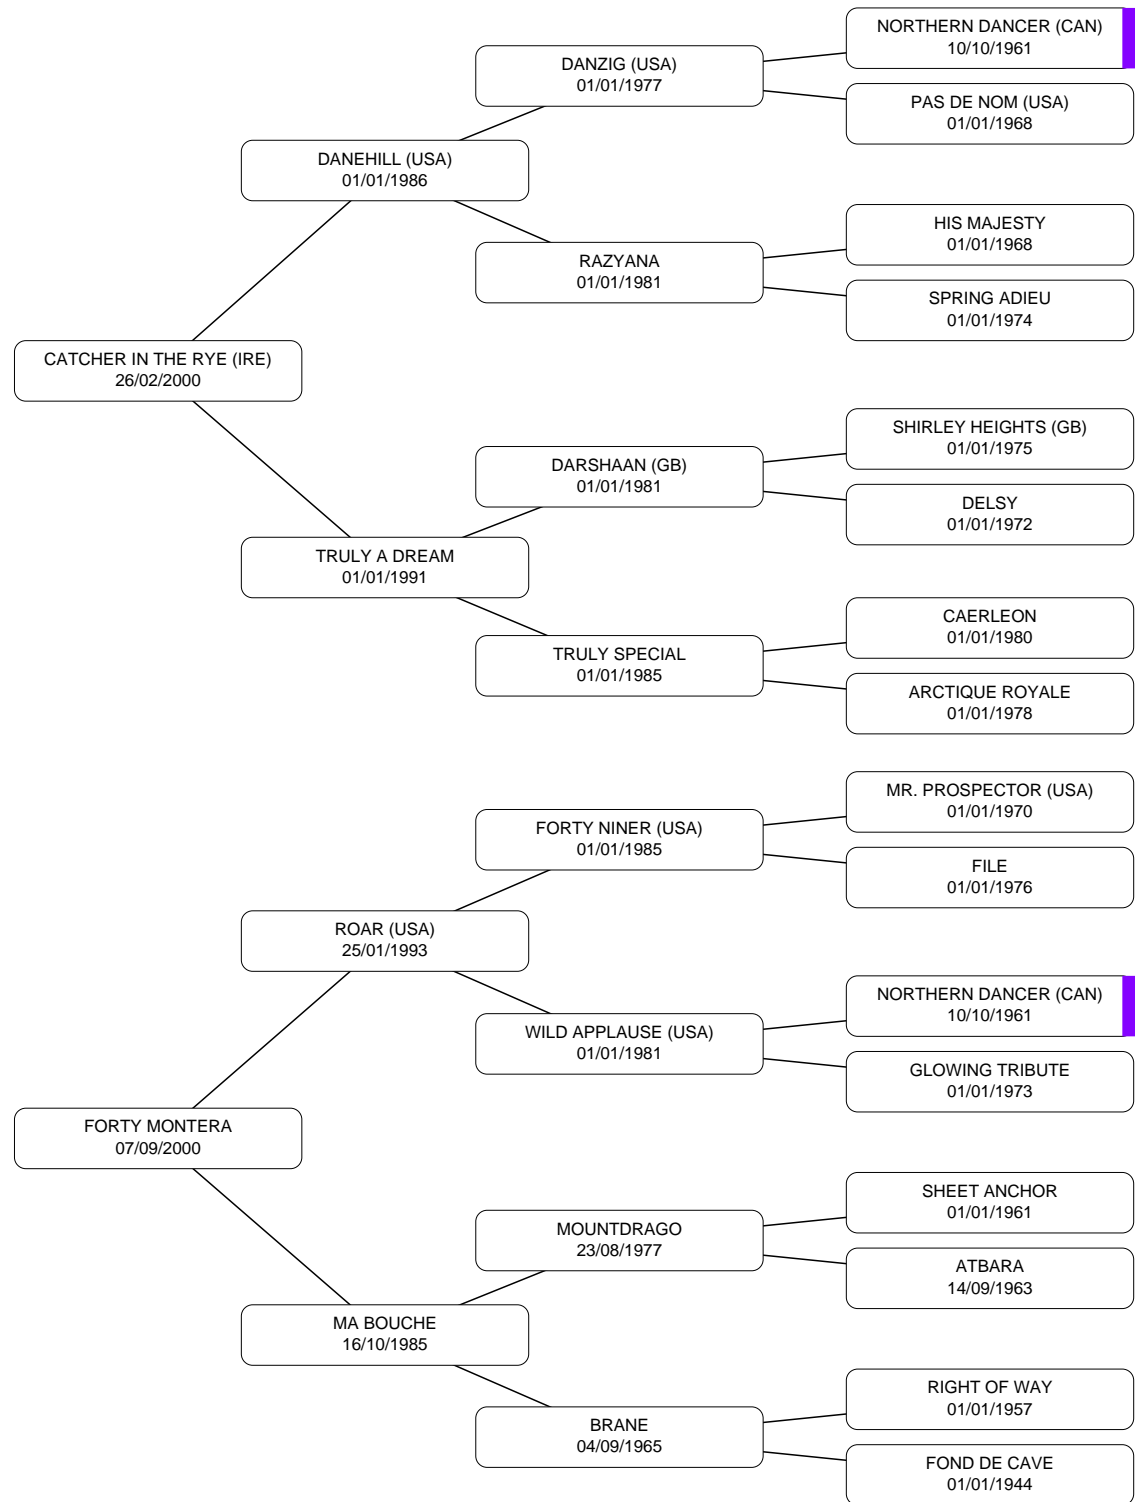 NORTHERN DANCER (CAN)
10/10/1961
DANZIG (USA)
01/01/1977
PAS DE NOM (USA)
01/01/1968
DANEHILL (USA)
01/01/1986
HIS MAJESTY
01/01/1968
RAZYANA
01/01/1981
SPRING ADIEU
01/01/1974
CATCHER IN THE RYE (IRE)
26/02/2000
SHIRLEY HEIGHTS (GB)
01/01/1975
DARSHAAN (GB)
01/01/1981
DELSY
01/01/1972
TRULY A DREAM
01/01/1991
CAERLEON
01/01/1980
TRULY SPECIAL
01/01/1985
ARCTIQUE ROYALE
01/01/1978
MR. PROSPECTOR (USA)
01/01/1970
FORTY NINER (USA)
01/01/1985
FILE
01/01/1976
ROAR (USA)
25/01/1993
NORTHERN DANCER (CAN)
10/10/1961
WILD APPLAUSE (USA)
01/01/1981
GLOWING TRIBUTE
01/01/1973
FORTY MONTERA
07/09/2000
SHEET ANCHOR
01/01/1961
MOUNTDRAGO
23/08/1977
ATBARA
14/09/1963
MA BOUCHE
16/10/1985
RIGHT OF WAY
01/01/1957
BRANE
04/09/1965
FOND DE CAVE
01/01/1944